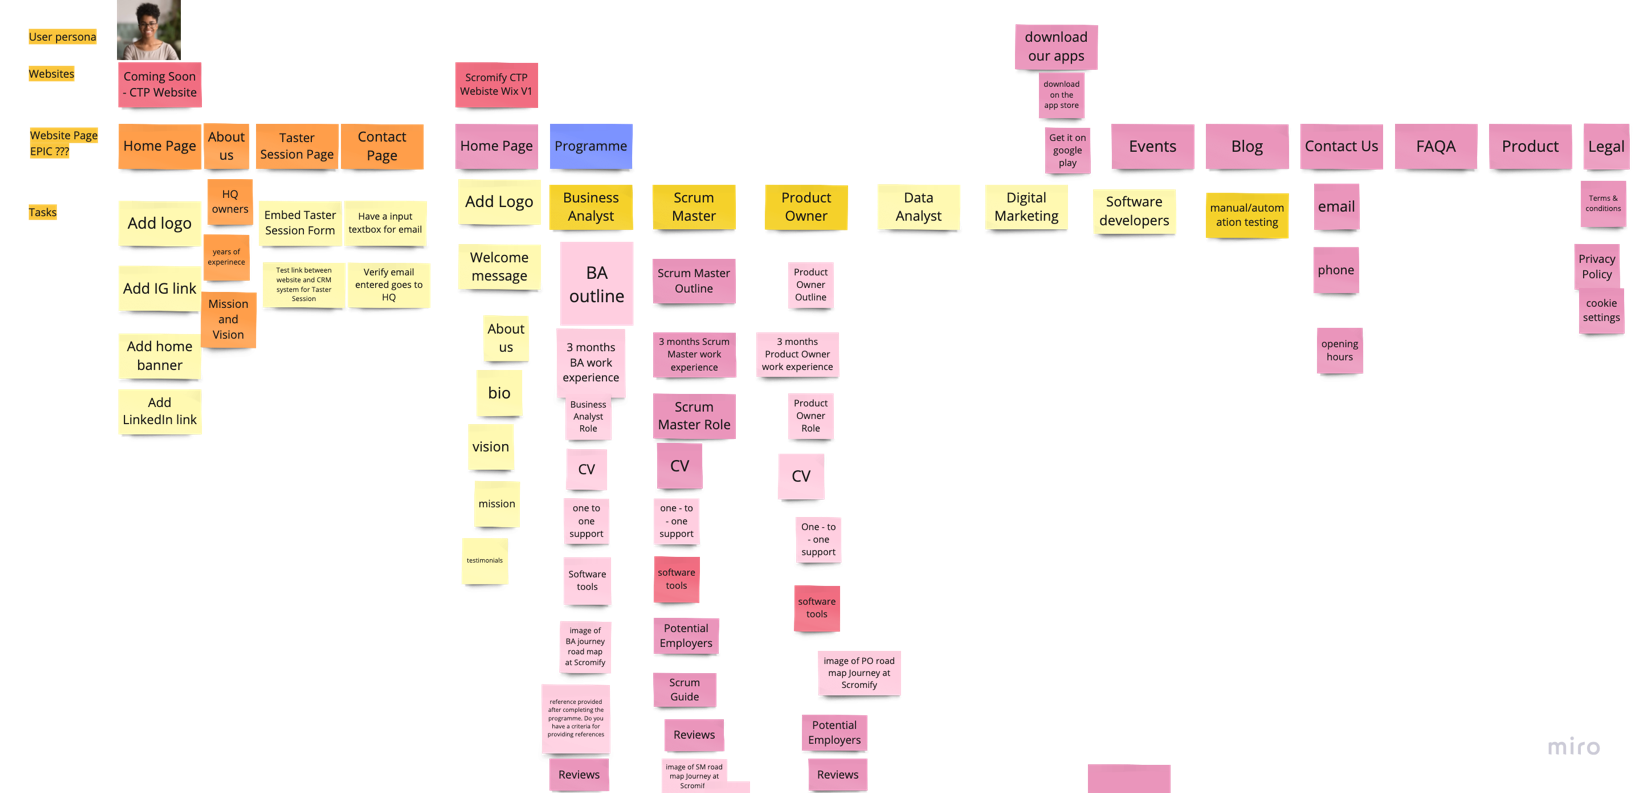 User persona
Websites
Coming Soon
- CTP Website
Scromify CTP
Webiste Wix V1
download
our apps
download
on the
app store
Website Page
EPIC ???
Home Page
About
us
Taster
Session Page
Contact
Page
Home Page
Programme
Get it on
google
play
Events
Blog
Contact Us
FAQA
Product
Legal
Tasks
Add logo
Add IG link
Add home
banner
Add
LinkedIn link
HQ
owners
years of
experinece
Mission
and
Vision
Embed Taster
Session Form
Test link between
website and CRM
system for Taster
Session
Have a input
textbox for email
Verify email
entered goes to
HQ
Add Logo
Welcome
message
About
us
bio
vision
mission
testimonials
Business
Analyst
BA
outline
3 months
BA work
experience
Business
Analyst
Role
CV
one to
one
support
Software
tools
image of
BA journey
road map
at Scromify
reference provided
after completing the
programme. Do you
have a criteria for
providing references
Reviews
Scrum
Master
Scrum Master
Outline
3 months Scrum
Master work
experience
Scrum
Master Role
CV
one - to
- one
support
software
tools
Potential
Employers
Scrum
Guide
Reviews
image of SM road
map Journey at
Scromif
Product
Owner
Product
Owner
Outline
3 months
Product Owner
work experience
Product
Owner
Role
CV
One - to
- one
support
software
tools
image of PO road
map Journey at
Scromify
Potential
Employers
Reviews
Data
Analyst
Digital
Marketing
Software
developers
manual/autom
ation testing
email
phone
opening
hours
Terms &
conditions
Privacy
Policy
cookie
settings
miro